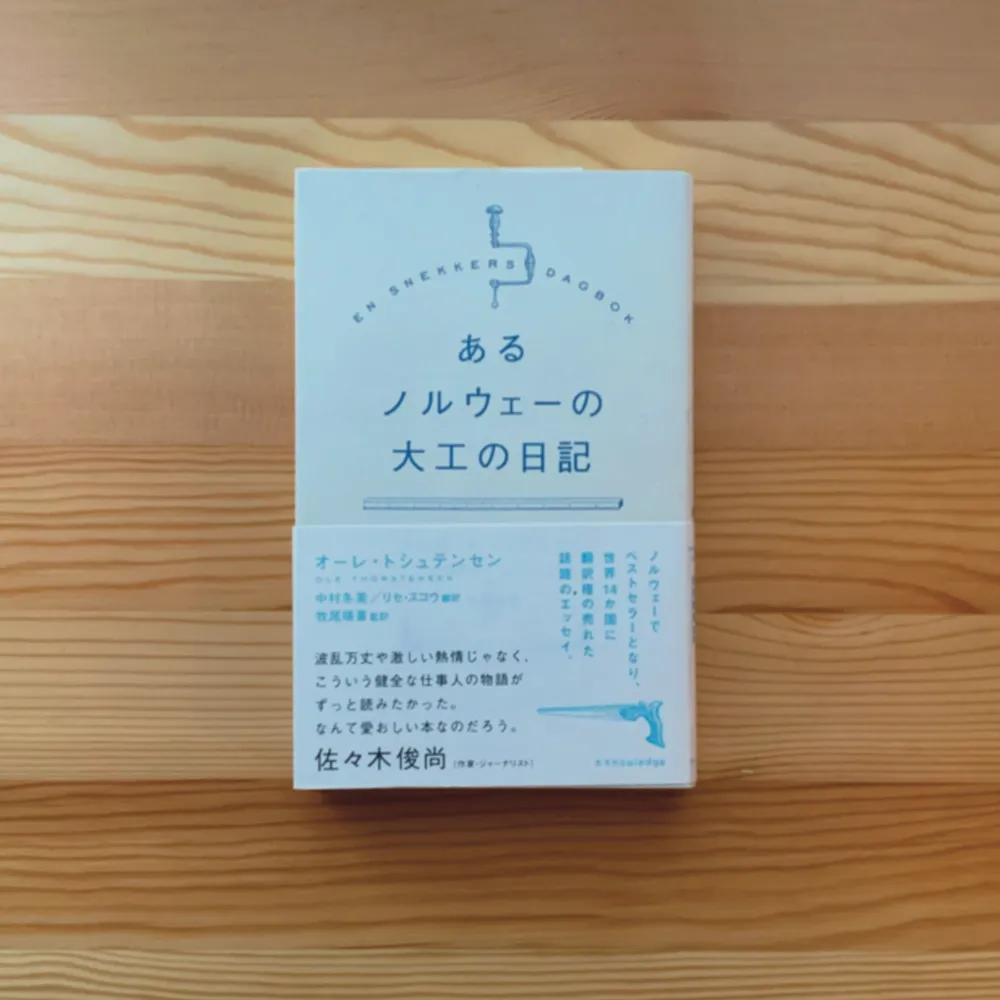 EN SNEKKERS DAGBOK
ある
ノルウェーの
大工の日記
オーレ・トシュテンセン
OLE THORSTENSEN
中村冬美/リセ・スコウ 翻訳
牧尾晴喜 監訳
ノルウェーで
ベストセラーとなり、
世界14か国に
翻訳権の売れた
話題のエッセイ。
波乱万丈や激しい熱情じゃなく、
こういう健全な仕事人の物語が
ずっと読みたかった。
なんて愛おしい本なのだろう。
佐々木俊尚 [作家・ジャーナリスト]
X-Knowledge